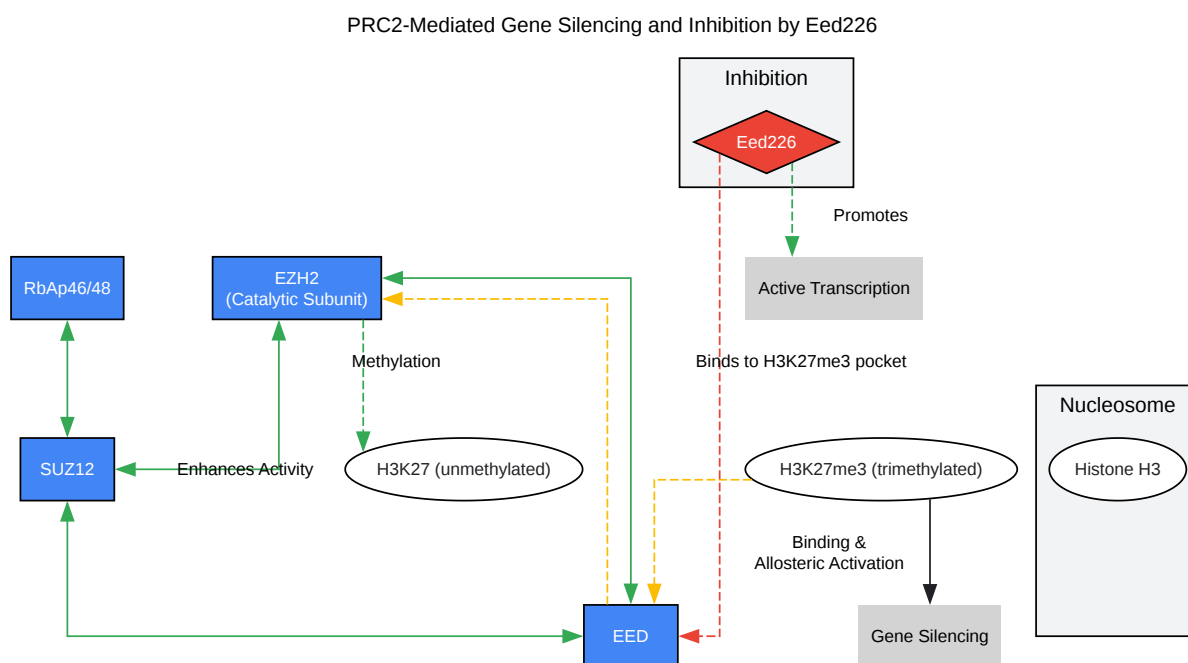 PRC2-Mediated Gene Silencing and Inhibition by Eed226
Inhibition
Eed226
Promotes
RbAp46/48
EZH2
(Catalytic Subunit)
Active Transcription
Methylation
Binds to H3K27me3 pocket
Nucleosome
SUZ12
Enhances Activity
H3K27 (unmethylated)
H3K27me3 (trimethylated)
Histone H3
Binding &
Allosteric Activation
EED
Gene Silencing